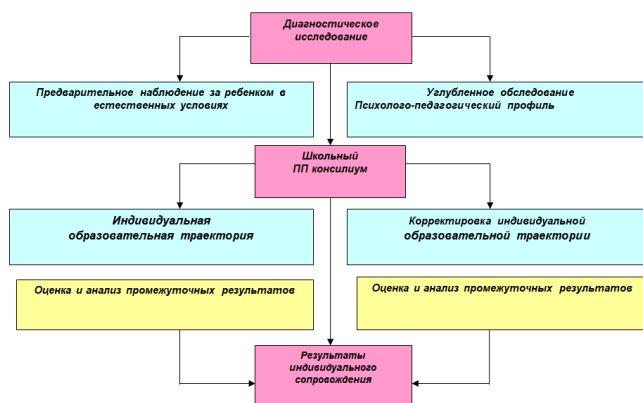 Диагностическое
исследование
Предварительное наблюдение за ребенком в
естественных условиях
Углубленное обследование
Психолого-педагогический профиль
Школьный
ПП консилиум
Индивидуальная
образовательная траектория
Корректировка индивидуальной
образовательной траектории
Оценка и анализ промежуточных результатов
Оценка и анализ промежуточных результатов
Результаты
индивидуального
сопровождения